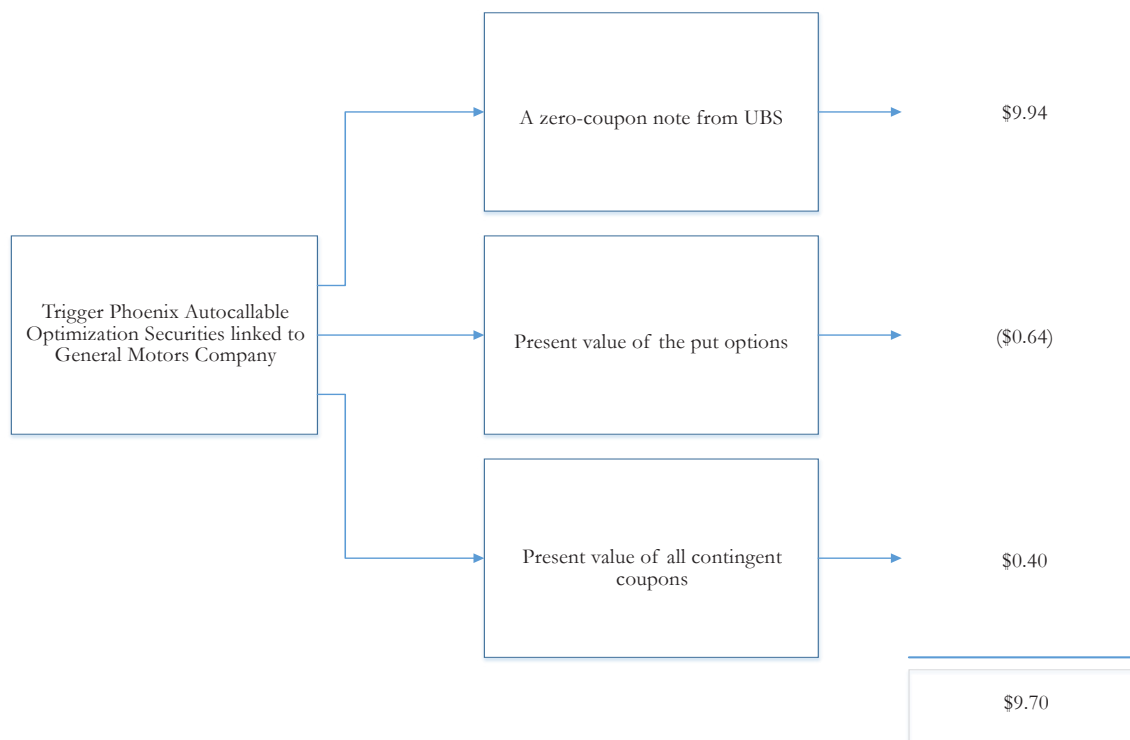 A zero-coupon note from UBS
$9.94
Trigger Phoenix Autocallable
Optimization Securities linked to
General Motors Company
Present value of the put options
($0.64)
Present value of all contingent
coupons
$0.40
$9.70